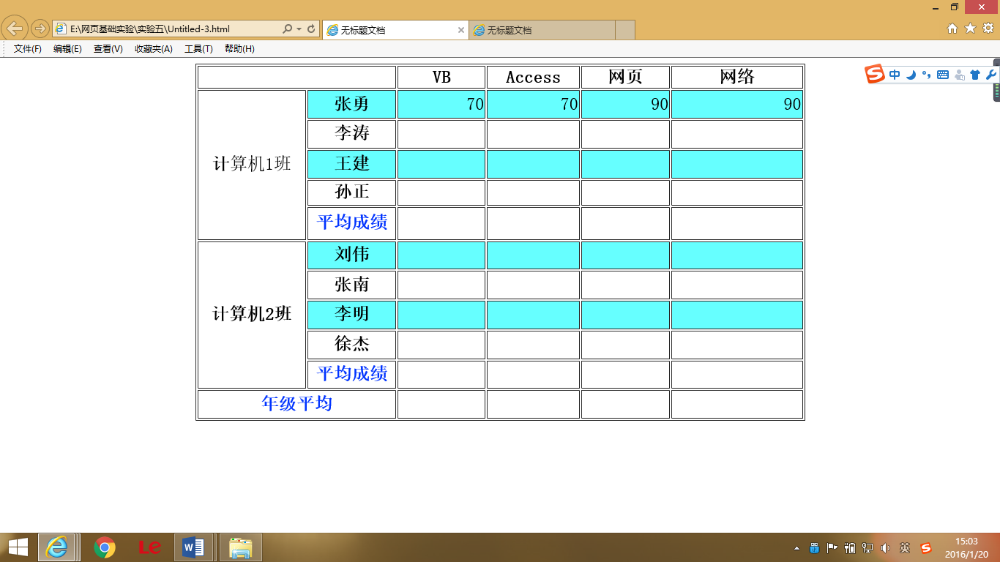 E:\网页基础实验\实验五\Untitled-3.html
无标题文档
无标题文档
文件(F) 编辑(E) 查看(V) 收藏夹(A) 工具(T) 帮助(H)
中
VB Access 网页 网络
计算机1班
张勇 70 70 90 90
李涛
王建
孙正
平均成绩
计算机2班
刘伟
张南
李明
徐杰
平均成绩
年级平均
Le
英
15:03
2016/1/20